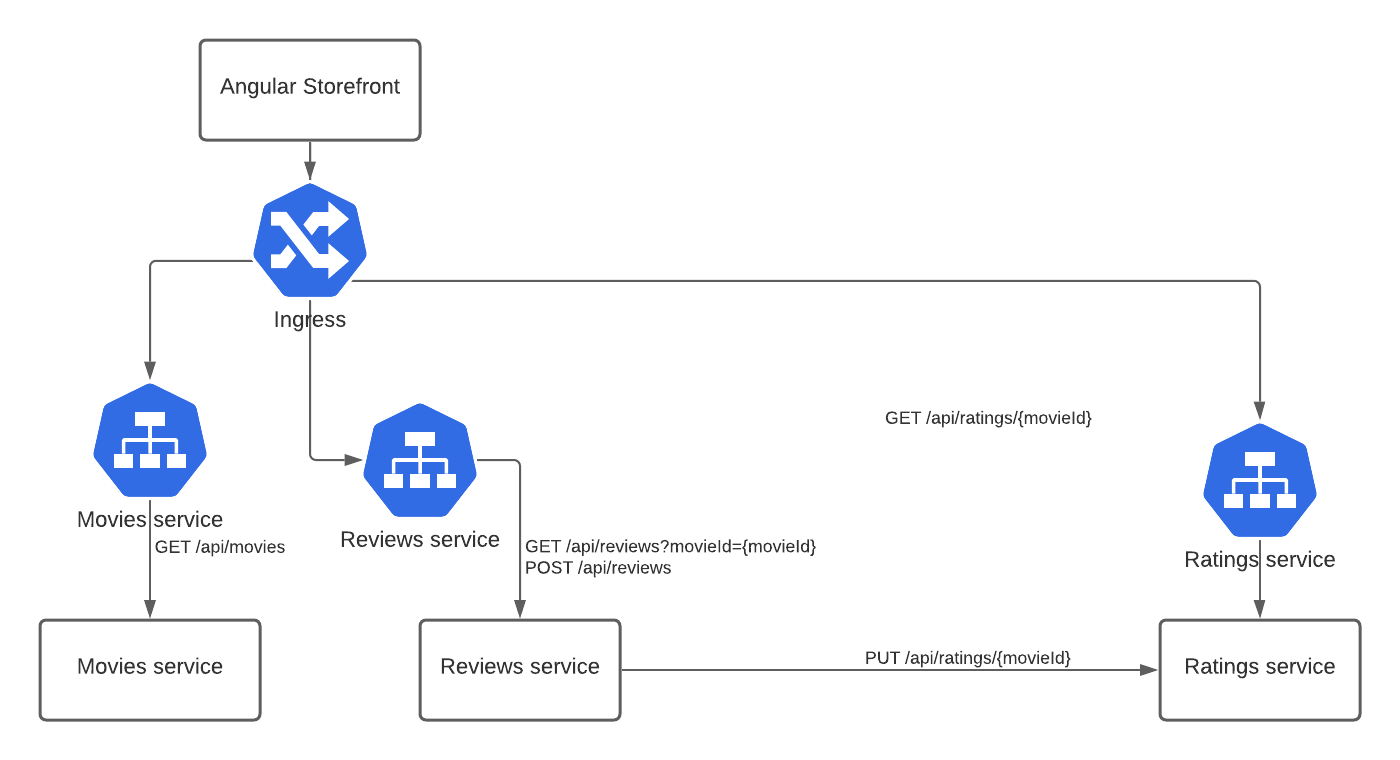 Angular Storefront
Ingress
GET /api/ratings/{movieId}
Movies service
GET /api/movies
Reviews service
GET /api/reviews?movieId={movieId}
POST /api/reviews
Ratings service
Movies service
Reviews service
PUT /api/ratings/{movieId}
Ratings service